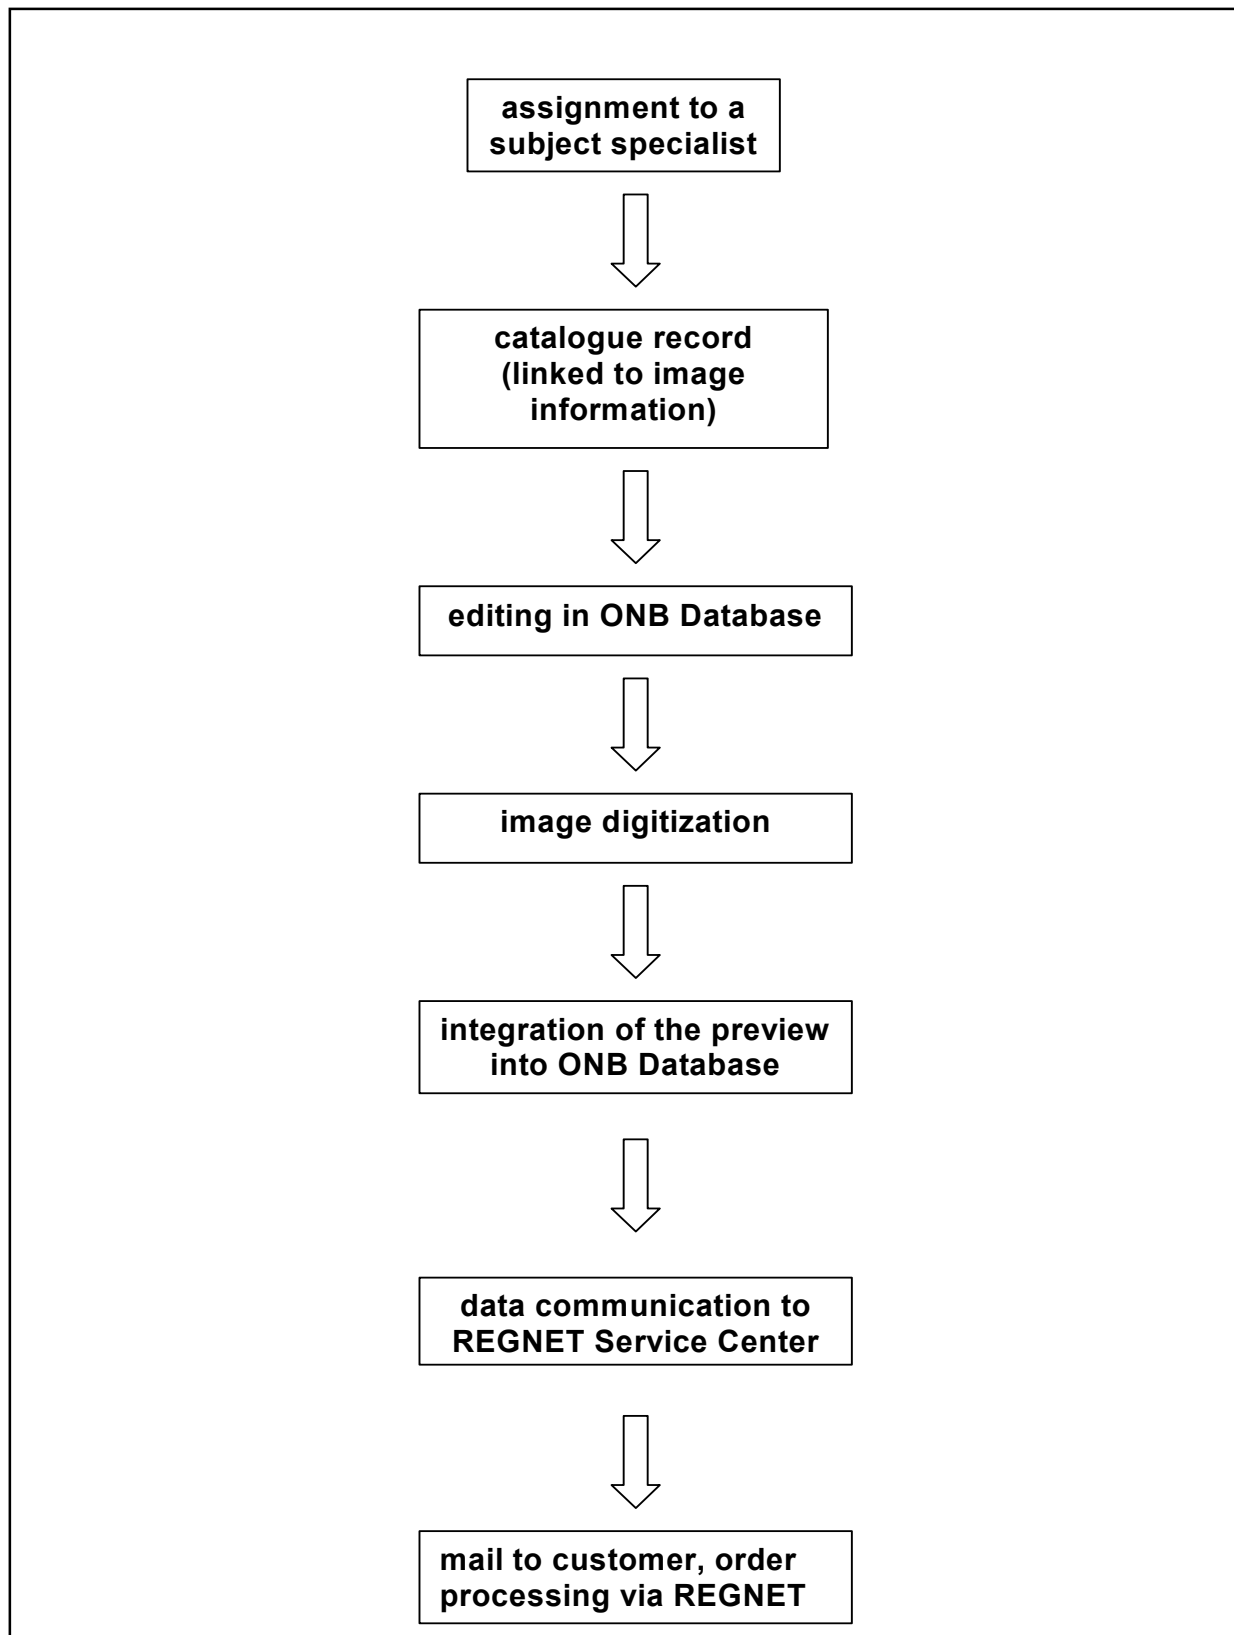 assignment to a
subject specialist
catalogue record
(linked to image
information)
editing in ONB Database
image digitization
integration of the preview
into ONB Database
data communication to
REGNET Service Center
mail to customer, order
processing via REGNET